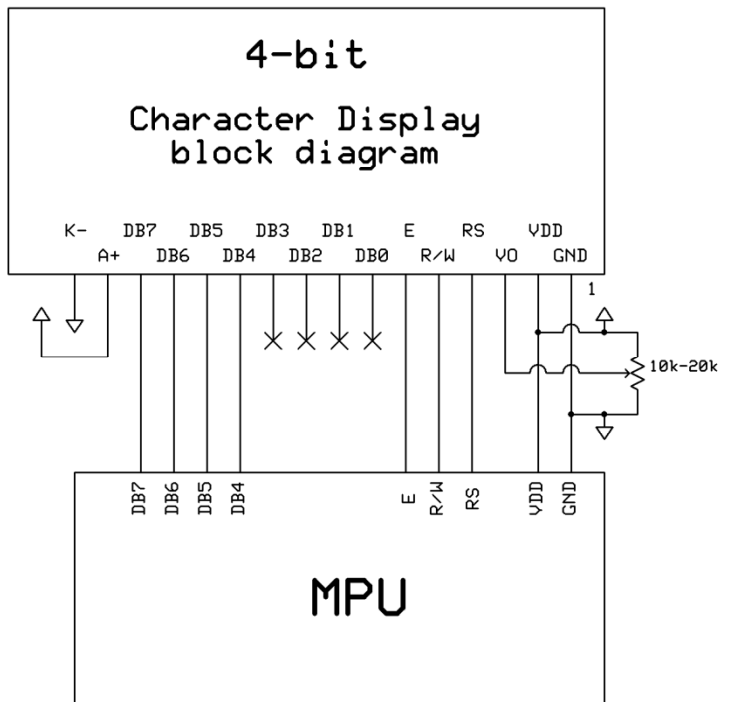 4-bit
Character Display
block diagram
K- DB7 DB5 DB3 DB1 E RS VDD
A+ DB6 DB4 DB2 DB0 R/W VO GND
1
10k-20k
DB7 DB6 DB5 DB4 E R/W RS VDD GND
MPU